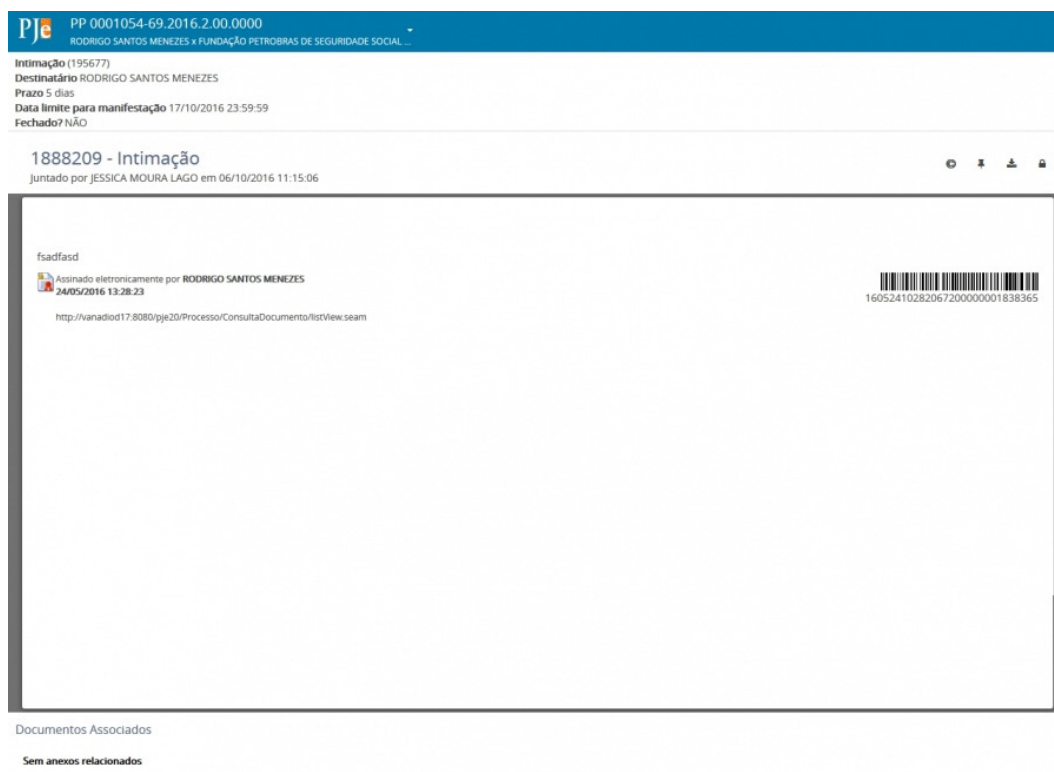 PJe
PP 0001054-69.2016.2.00.0000
RODRIGO SANTOS MENEZES x FUNDAÇÃO PETROBRAS DE SEGURIDADE SOCIAL ...
Intimação (195677)
Destinatário RODRIGO SANTOS MENEZES
Prazo 5 dias
Data limite para manifestação 17/10/2016 23:59:59
Fechado? NÃO
1888209 - Intimação
Juntado por JESSICA MOURA LAGO em 06/10/2016 11:15:06
fsadfasd
Assinado eletronicamente por RODRIGO SANTOS MENEZES
24/05/2016 13:28:23
16052410282067200000001838365
http://vanadiod17:8080/pje20/Processo/ConsultaDocumento/listView.seam
Documentos Associados
Sem anexos relacionados